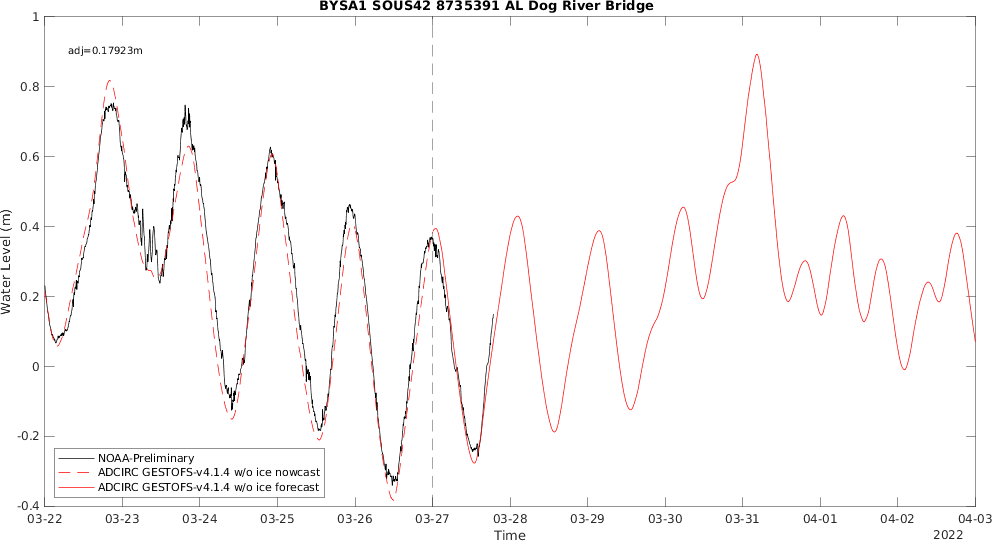 BYSA1 SOUS42 8735391 AL Dog River Bridge
adj=0.17923m
Water Level (m)
1
0.8
0.6
0.4
0.2
0
-0.2
-0.4
NOAA-Preliminary
ADCIRC GESTOFS-v4.1.4 w/o ice nowcast
ADCIRC GESTOFS-v4.1.4 w/o ice forecast
03-22 03-23 03-24 03-25 03-26 03-27 03-28 03-29 03-30 03-31 04-01 04-02 04-03
Time
2022